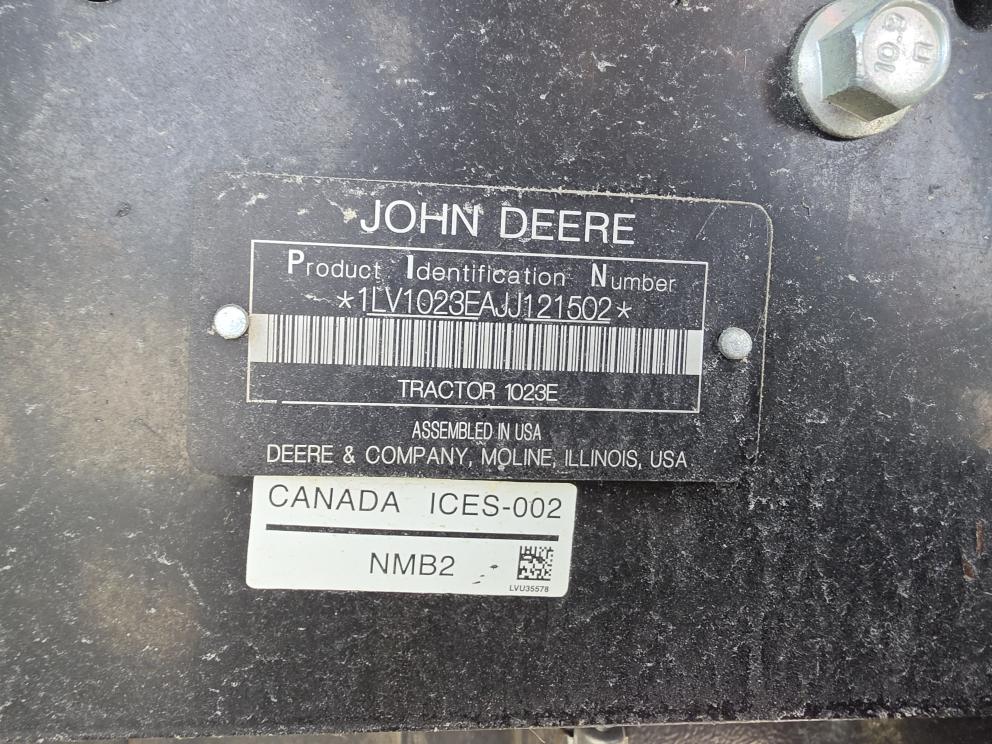 10.9
JOHN DEERE
Product Identification Number
*1LV1023EAJJ121502*
TRACTOR 1023E
ASSEMBLED IN USA
DEERE & COMPANY, MOLINE, ILLINOIS, USA
CANADA ICES-002
NMB2
LVU35578